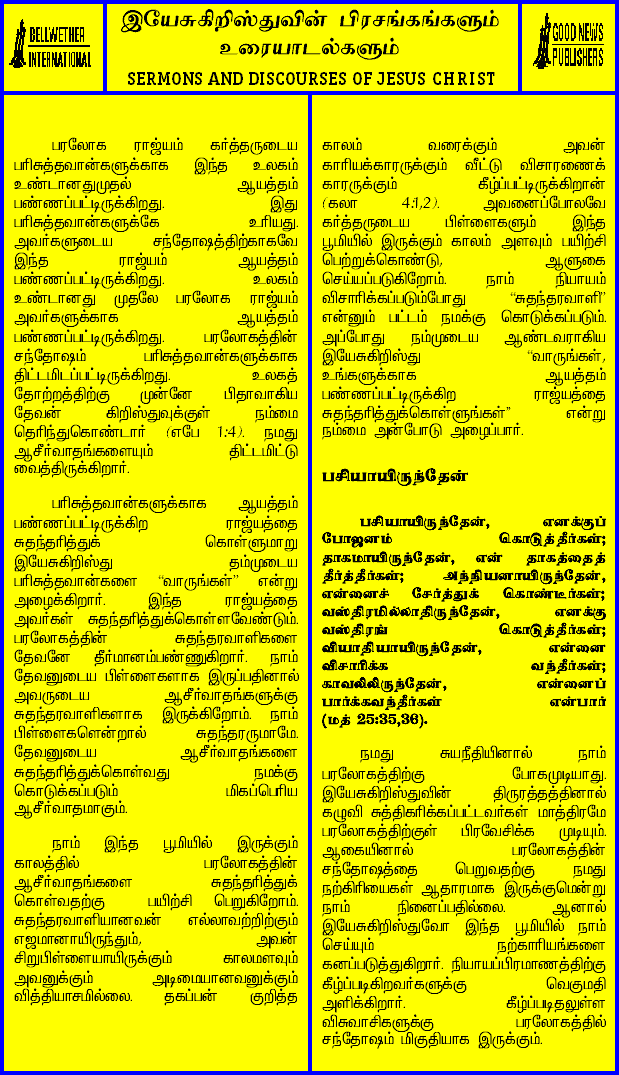 BELLWETHER
INTERNATIONAL
இயேசுகிறிஸ்துவின் பிரசங்கங்களும்
உரையாடல்களும்
SERMONS AND DISCOURSES OF JESUS CHRIST
GOOD NEWS
PUBLISHERS
பரலோக ராஜ்யம் கர்த்தருடைய
பரிசுத்தவான்களுக்காக இந்த உலகம்
உண்டானதுமுதல் ஆயத்தம்
பண்ணப்பட்டிருக்கிறது. இது
பரிசுத்தவான்களுக்கே உரியது.
அவர்களுடைய சந்தோஷத்திற்காகவே
இந்த ராஜ்யம் ஆயத்தம்
பண்ணப்பட்டிருக்கிறது. உலகம்
உண்டானது முதலே பரலோக ராஜ்யம்
அவர்களுக்காக ஆயத்தம்
பண்ணப்பட்டிருக்கிறது. பரலோகத்தின்
சந்தோஷம் பரிசுத்தவான்களுக்காக
திட்டமிடப்பட்டிருக்கிறது. உலகத்
தோற்றத்திற்கு முன்னே பிதாவாகிய
தேவன் கிறிஸ்துவுக்குள் நம்மை
தெரிந்துகொண்டார் (எபே 1:4). நமது
ஆசீர்வாதங்களையும் திட்டமிட்டு
வைத்திருக்கிறார்.
பரிசுத்தவான்களுக்காக ஆயத்தம்
பண்ணப்பட்டிருக்கிற ராஜ்யத்தை
சுதந்தரித்துக் கொள்ளுமாறு
இயேசுகிறிஸ்து தம்முடைய
பரிசுத்தவான்களை “வாருங்கள்” என்று
அழைக்கிறார். இந்த ராஜ்யத்தை
அவர்கள் சுதந்தரித்துக்கொள்ளவேண்டும்.
பரலோகத்தின் சுதந்தரவாளிகளை
தேவனே தீர்மானம்பண்ணுகிறார். நாம்
தேவனுடைய பிள்ளைகளாக இருப்பதினால்
அவருடைய ஆசீர்வாதங்களுக்கு
சுதந்தரவாளிகளாக இருக்கிறோம். நாம்
பிள்ளைகளென்றால் சுதந்தரருமாமே.
தேவனுடைய ஆசீர்வாதங்களை
சுதந்தரித்துக்கொள்வது நமக்கு
கொடுக்கப்படும் மிகப்பெரிய
ஆசீர்வாதமாகும்.
நாம் இந்த பூமியில் இருக்கும்
காலத்தில் பரலோகத்தின்
ஆசீர்வாதங்களை சுதந்தரித்துக்
கொள்வதற்கு பயிற்சி பெறுகிறோம்.
சுதந்தரவாளியானவன் எல்லாவற்றிற்கும்
எஜமானாயிருந்தும், அவன்
சிறுபிள்ளையாயிருக்கும் காலமளவும்
அவனுக்கும் அடிமையானவனுக்கும்
வித்தியாசமில்லை. தகப்பன் குறித்த
காலம் வரைக்கும் அவன்
காரியக்காரருக்கும் வீட்டு விசாரணைக்
காரருக்கும் கீழ்ப்பட்டிருக்கிறான்
(கலா 4:1,2). அவனைப்போலவே
கர்த்தருடைய பிள்ளைகளும் இந்த
பூமியில் இருக்கும் காலம் அளவும் பயிற்சி
பெற்றுக்கொண்டு, ஆளுகை
செய்யப்படுகிறோம். நாம் நியாயம்
விசாரிக்கப்படும்போது “சுதந்தரவாளி”
என்னும் பட்டம் நமக்கு கொடுக்கப்படும்.
அப்போது நம்முடைய ஆண்டவராகிய
இயேசுகிறிஸ்து “வாருங்கள்,
உங்களுக்காக ஆயத்தம்
பண்ணப்பட்டிருக்கிற ராஜ்யத்தை
சுதந்தரித்துக்கொள்ளுங்கள்” என்று
நம்மை அன்போடு அழைப்பார்.
பசியாயிருந்தேன்
பசியாயிருந்தேன், எனக்குப்
போஜனம் கொடுத்தீர்கள்;
தாகமாயிருந்தேன், என் தாகத்தைத்
தீர்த்தீர்கள்; அந்நியனாயிருந்தேன்,
என்னைச் சேர்த்துக் கொண்டீர்கள்;
வஸ்திரமில்லாதிருந்தேன், எனக்கு
வஸ்திரங் கொடுத்தீர்கள்;
வியாதியாயிருந்தேன், என்னை
விசாரிக்க வந்தீர்கள்;
காவலிலிருந்தேன், என்னைப்
பார்க்கவந்தீர்கள் என்பார்
(மத் 25:35,36).
நமது சுயநீதியினால் நாம்
பரலோகத்திற்கு போகமுடியாது.
இயேசுகிறிஸ்துவின் திருரத்தத்தினால்
கழுவி சுத்திகரிக்கப்பட்டவர்கள் மாத்திரமே
பரலோகத்திற்குள் பிரவேசிக்க முடியும்.
ஆகையினால் பரலோகத்தின்
சந்தோஷத்தை பெறுவதற்கு நமது
நற்கிரியைகள் ஆதாரமாக இருக்குமென்று
நாம் நினைப்பதில்லை. ஆனால்
இயேசுகிறிஸ்துவோ இந்த பூமியில் நாம்
செய்யும் நற்காரியங்களை
கனப்படுத்துகிறார். நியாயப்பிரமாணத்திற்கு
கீழ்ப்படிகிறவர்களுக்கு வெகுமதி
அளிக்கிறார். கீழ்ப்படிதலுள்ள
விசுவாசிகளுக்கு பரலோகத்தில்
சந்தோஷம் மிகுதியாக இருக்கும்.